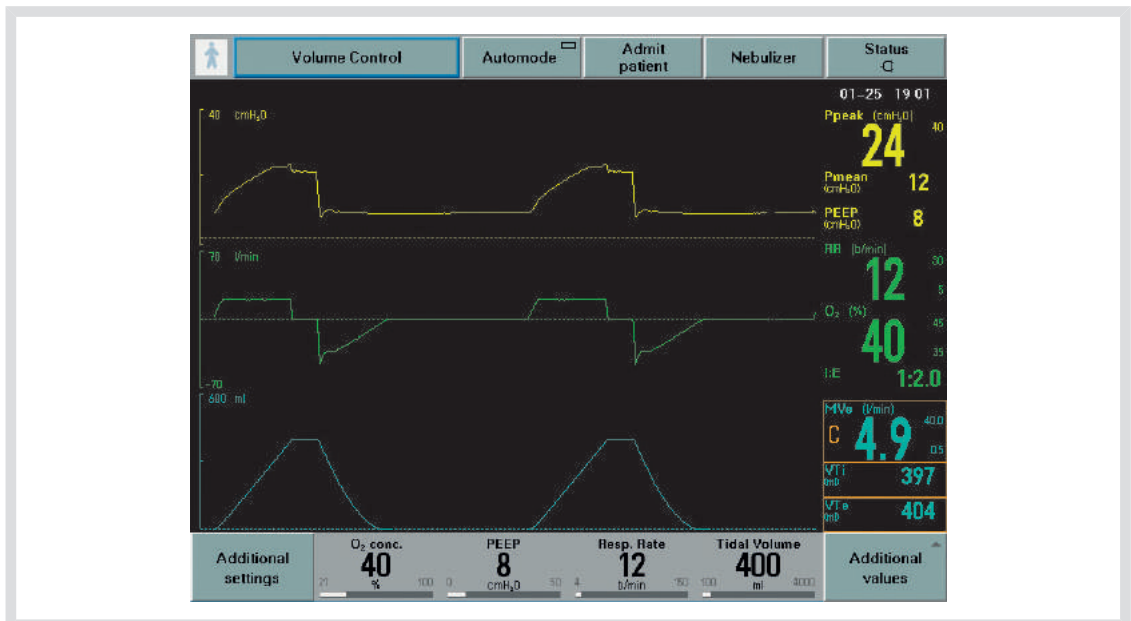 Volume Control
Automode
Admit
patient
Nebulizer
Status
01-25 19 01
40 cmH₂O
Ppeak (cmH₂O)
40
24
Pmean
(cmH₂O)
12
PEEP
(cmH₂O)
8
70 l/min
RR (b/min)
30
12
5
O₂ (%)
45
40
35
-70
I:E
1:2.0
600 ml
MVe (l/min)
40.0
C 4.9
0.5
VTi
(ml)
397
VTe
(ml)
404
Additional
settings
O₂ conc.
40
21 % 100
PEEP
8
0 cmH₂O 50
Resp. Rate
12
4 b/min 150
Tidal Volume
400
100 ml 4000
Additional
values